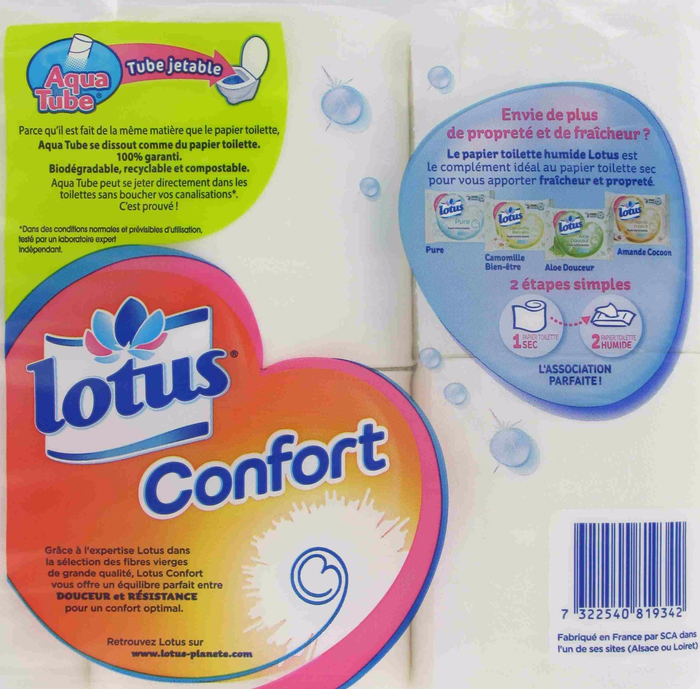 Aqua
Tube®
Tube jetable
Parce qu'il est fait de la même matière que le papier toilette,
Aqua Tube se dissout comme du papier toilette.
100% garanti.
Biodégradable, recyclable et compostable.
Aqua Tube peut se jeter directement dans les
toilettes sans boucher vos canalisations*.
C'est prouvé !
*Dans des conditions normales et prévisibles d'utilisation,
testé par un laboratoire expert
indépendant.
Envie de plus
de propreté et de fraîcheur ?
Le papier toilette humide Lotus est
le complément idéal au papier toilette sec
pour vous apporter fraîcheur et propreté.
Lotus
Pure
Lotus
Lotus
Lotus
Pure
Camomille
Bien-être
Aloe Douceur
Amande Cocoon
2 étapes simples
1 PAPIER TOILETTE
SEC
2 PAPIER TOILETTE
HUMIDE
L'ASSOCIATION
PARFAITE !
lotus®
Confort
Grâce à l'expertise Lotus dans
la sélection des fibres vierges
de grande qualité, Lotus Confort
vous offre un équilibre parfait entre
DOUCEUR et RÉSISTANCE
pour un confort optimal.
Retrouvez Lotus sur
www.lotus-planete.com
7 322540 819342
Fabriqué en France par SCA dans
l'un de ses sites (Alsace ou Loiret)